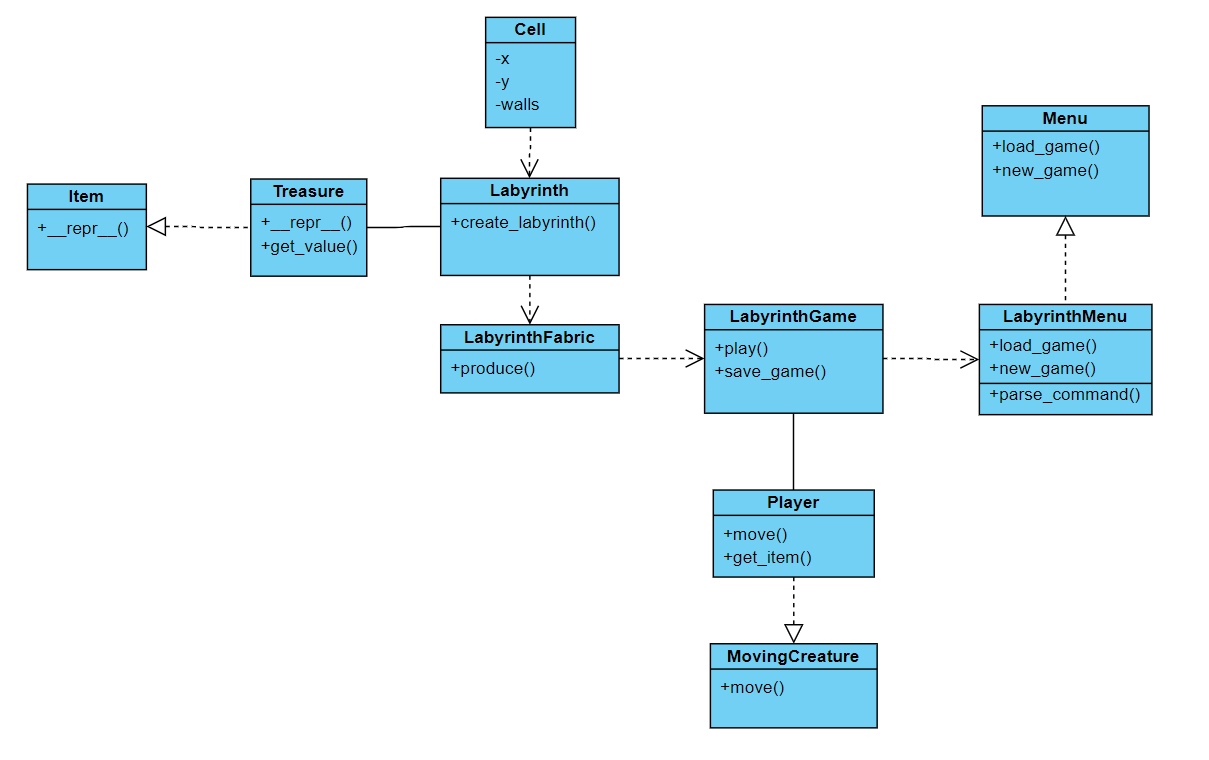 Cell
-x
-y
-walls
Menu
+load_game()
+new_game()
Item
+__repr__()
Treasure
+__repr__()
+get_value()
Labyrinth
+create_labyrinth()
LabyrinthFabric
+produce()
LabyrinthGame
+play()
+save_game()
LabyrinthMenu
+load_game()
+new_game()
+parse_command()
Player
+move()
+get_item()
MovingCreature
+move()